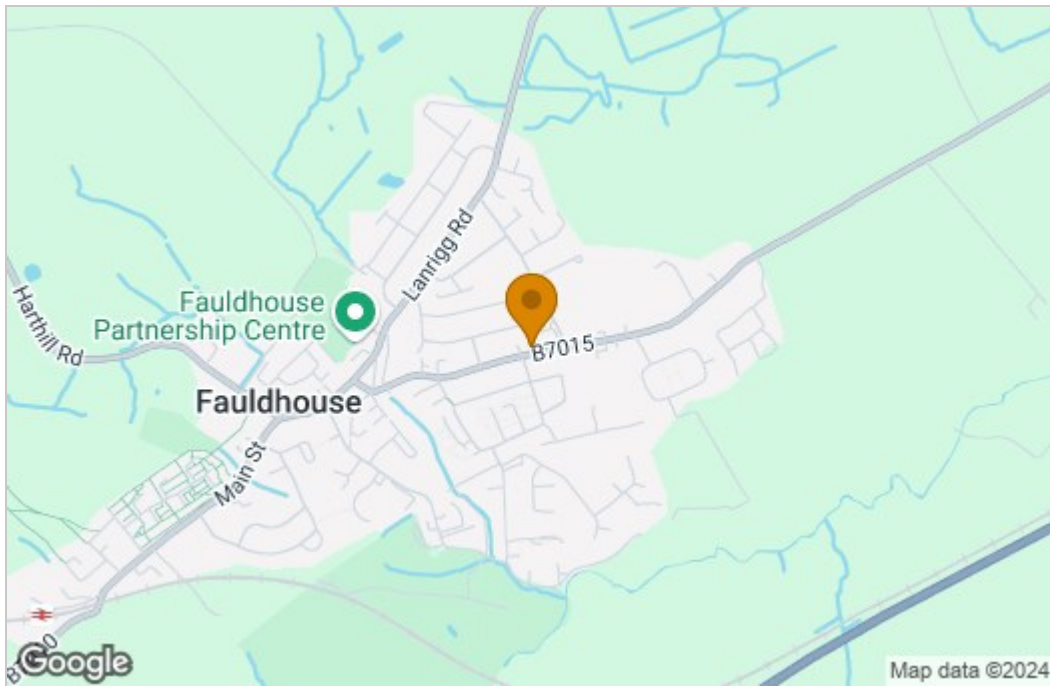 Lanrigg Rd
Fauldhouse
Partnership Centre
Harthill Rd
B7015
Fauldhouse
Main St
Google
Map data ©2024